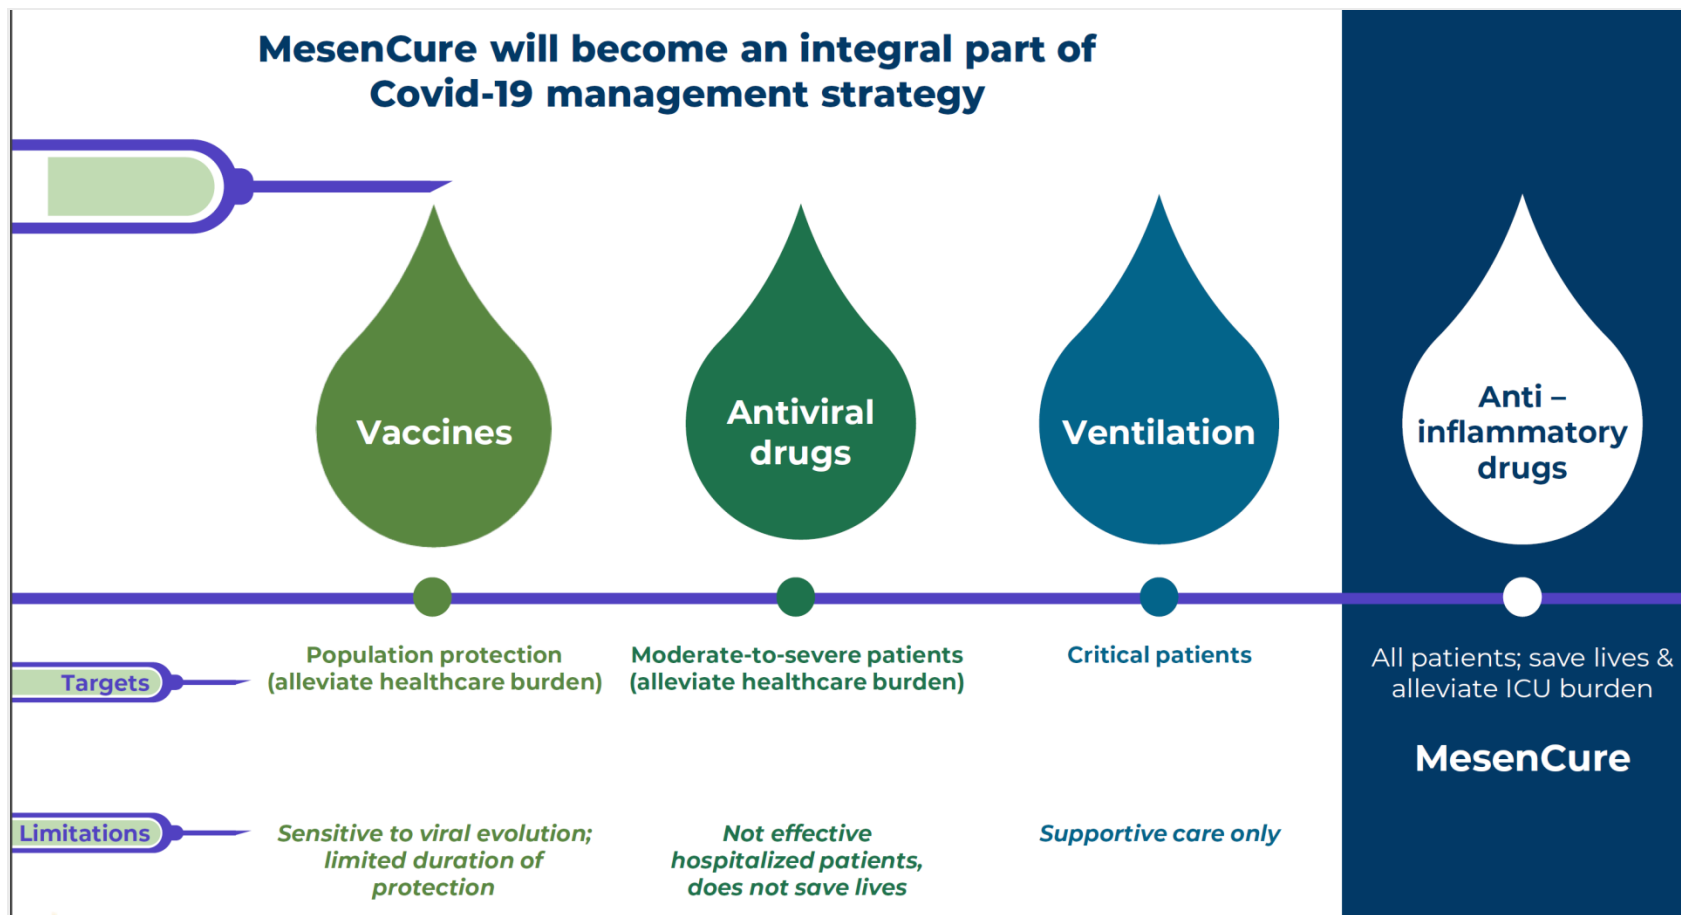 MesenCure will become an integral part of
Covid-19 management strategy
Vaccines
Antiviral
drugs
Ventilation
Anti –
inflammatory
drugs
Targets
Population protection
(alleviate healthcare burden)
Moderate-to-severe patients
(alleviate healthcare burden)
Critical patients
All patients; save lives &
alleviate ICU burden
MesenCure
Limitations
Sensitive to viral evolution;
limited duration of
protection
Not effective
hospitalized patients,
does not save lives
Supportive care only